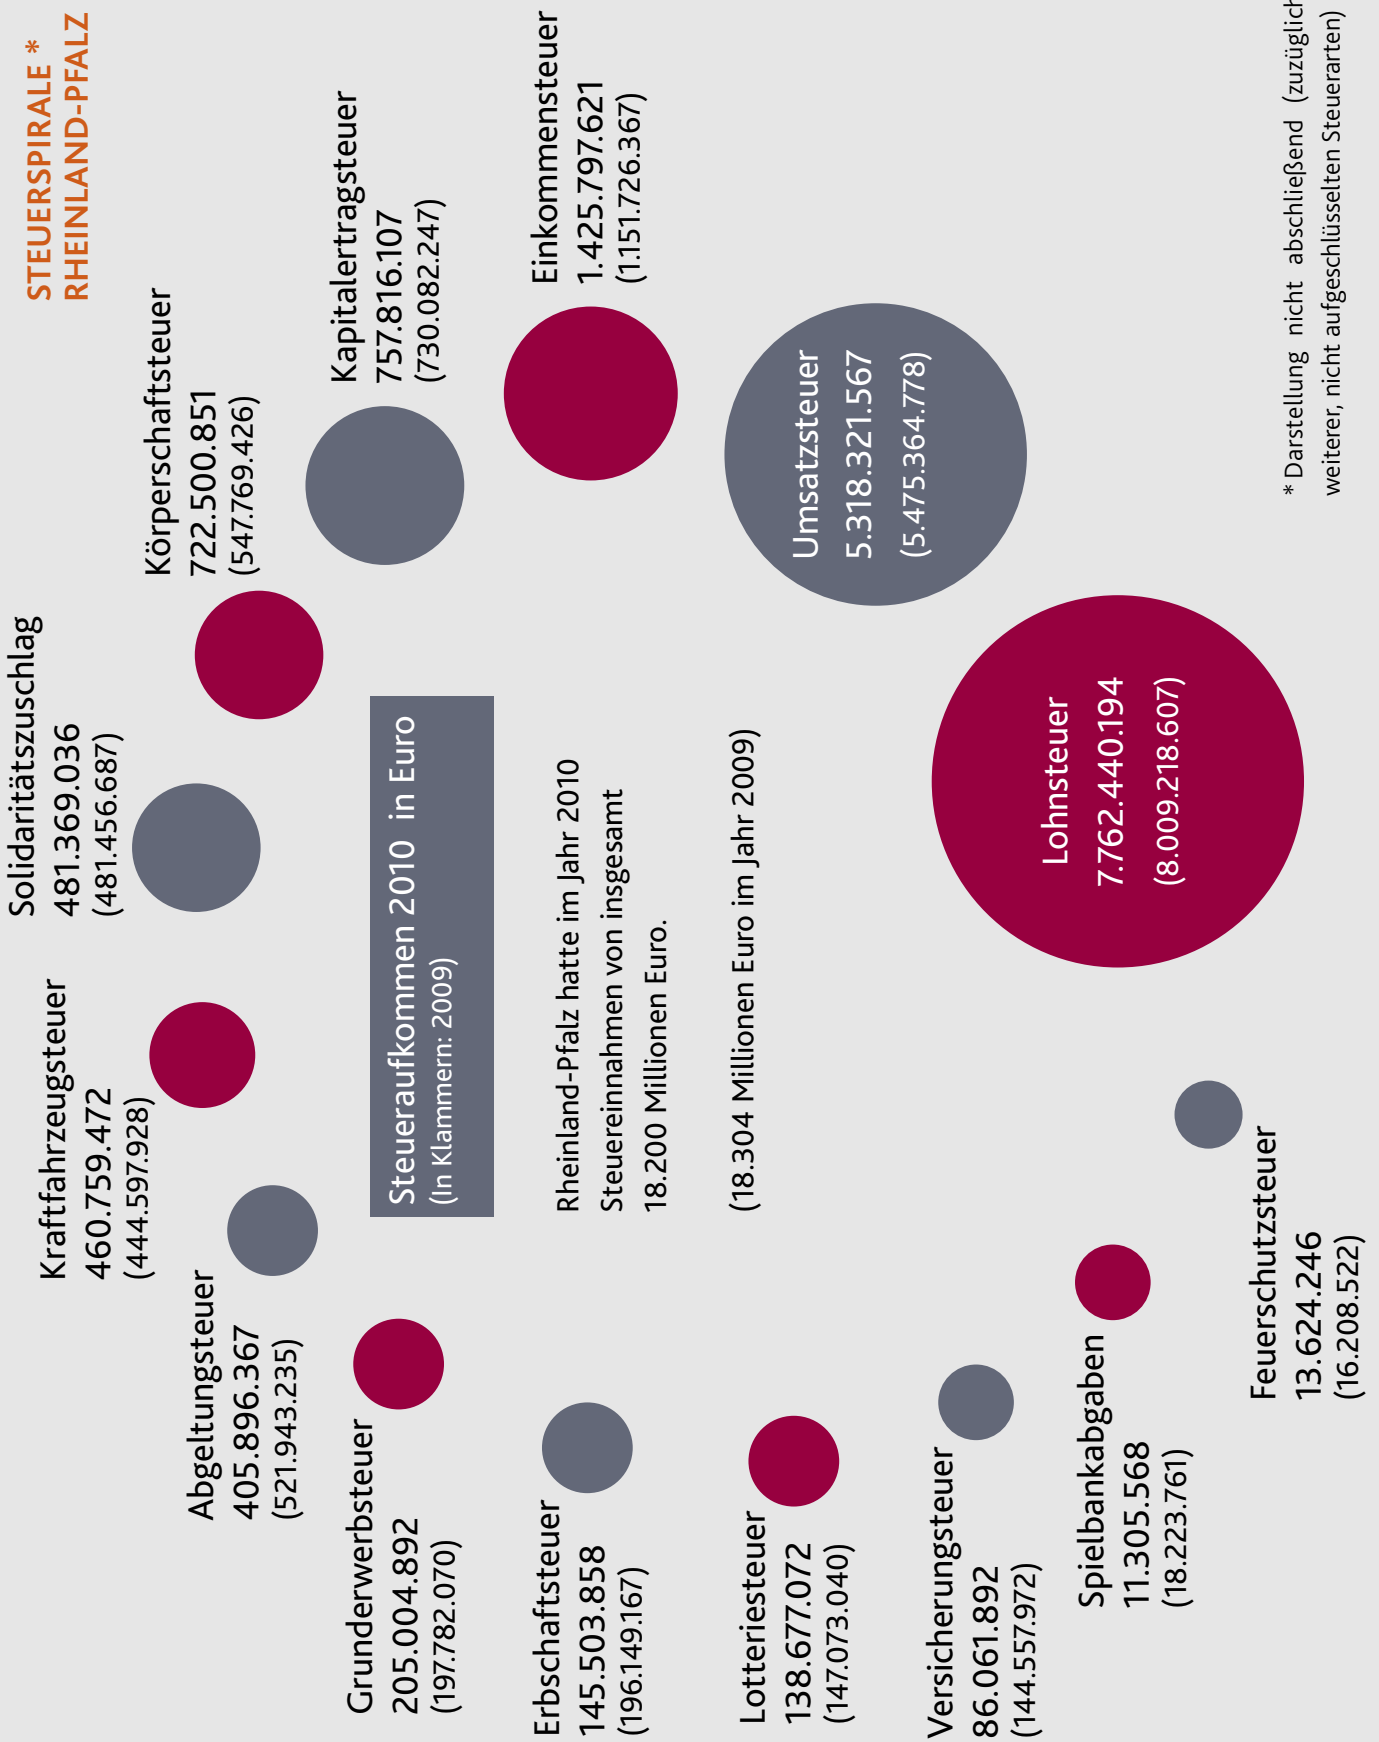 STEUERSPIRALE *
RHEINLAND-PFALZ
Solidaritätszuschlag
481.369.036
(481.456.687)
Körperschaftsteuer
722.500.851
(547.769.426)
Kapitalertragsteuer
757.816.107
(730.082.247)
Einkommensteuer
1.425.797.621
(1.151.726.367)
Umsatzsteuer
5.318.321.567
(5.475.364.778)
Lohnsteuer
7.762.440.194
(8.009.218.607)
Kraftfahrzeugsteuer
460.759.472
(444.597.928)
Abgeltungsteuer
405.896.367
(521.943.235)
Grunderwerbsteuer
205.004.892
(197.782.070)
Erbschaftsteuer
145.503.858
(196.149.167)
Lotteriesteuer
138.677.072
(147.073.040)
Versicherungsteuer
86.061.892
(144.557.972)
Spielbankabgaben
11.305.568
(18.223.761)
Feuerschutzsteuer
13.624.246
(16.208.522)
Steueraufkommen 2010 in Euro
(In Klammern: 2009)
Rheinland-Pfalz hatte im Jahr 2010
Steuereinnahmen von insgesamt
18.200 Millionen Euro.
(18.304 Millionen Euro im Jahr 2009)
* Darstellung nicht abschließend (zuzüglich
weiterer, nicht aufgeschlüsselten Steuerarten)